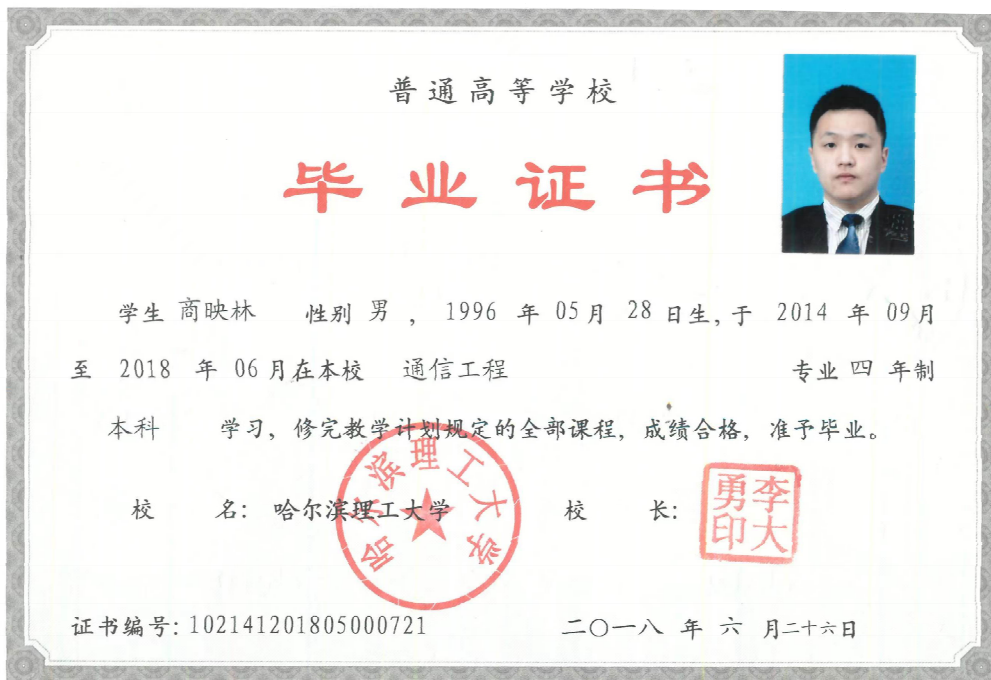 普通高等学校
毕业证书
学生 商映林 性别 男 , 1996 年 05 月 28 日生, 于 2014 年 09 月
至 2018 年 06 月在本校 通信工程 专业 四 年制
本科 学习, 修完教学计划规定的全部课程, 成绩合格, 准予毕业。
校 名: 哈尔滨理工大学 校 长:
哈尔滨理工大学
李大勇印
证书编号: 102141201805000721 二〇一八 年 六 月二十六日